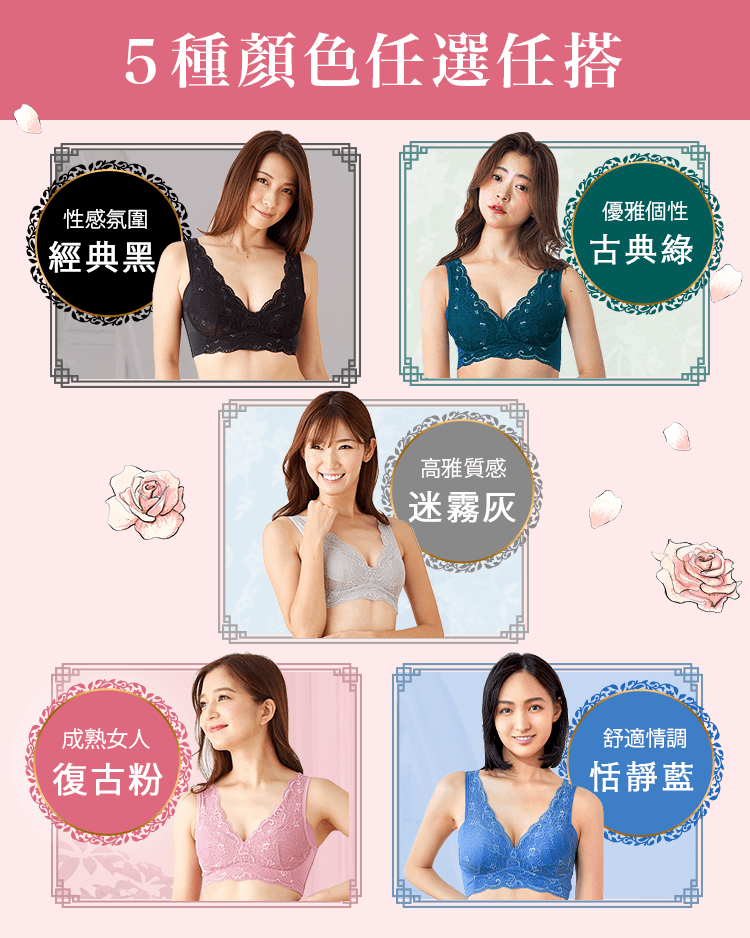 5種顏色任選任搭
性感氛圍
經典黑
優雅個性
古典綠
高雅質感
迷霧灰
成熟女人
復古粉
舒適情調
恬靜藍